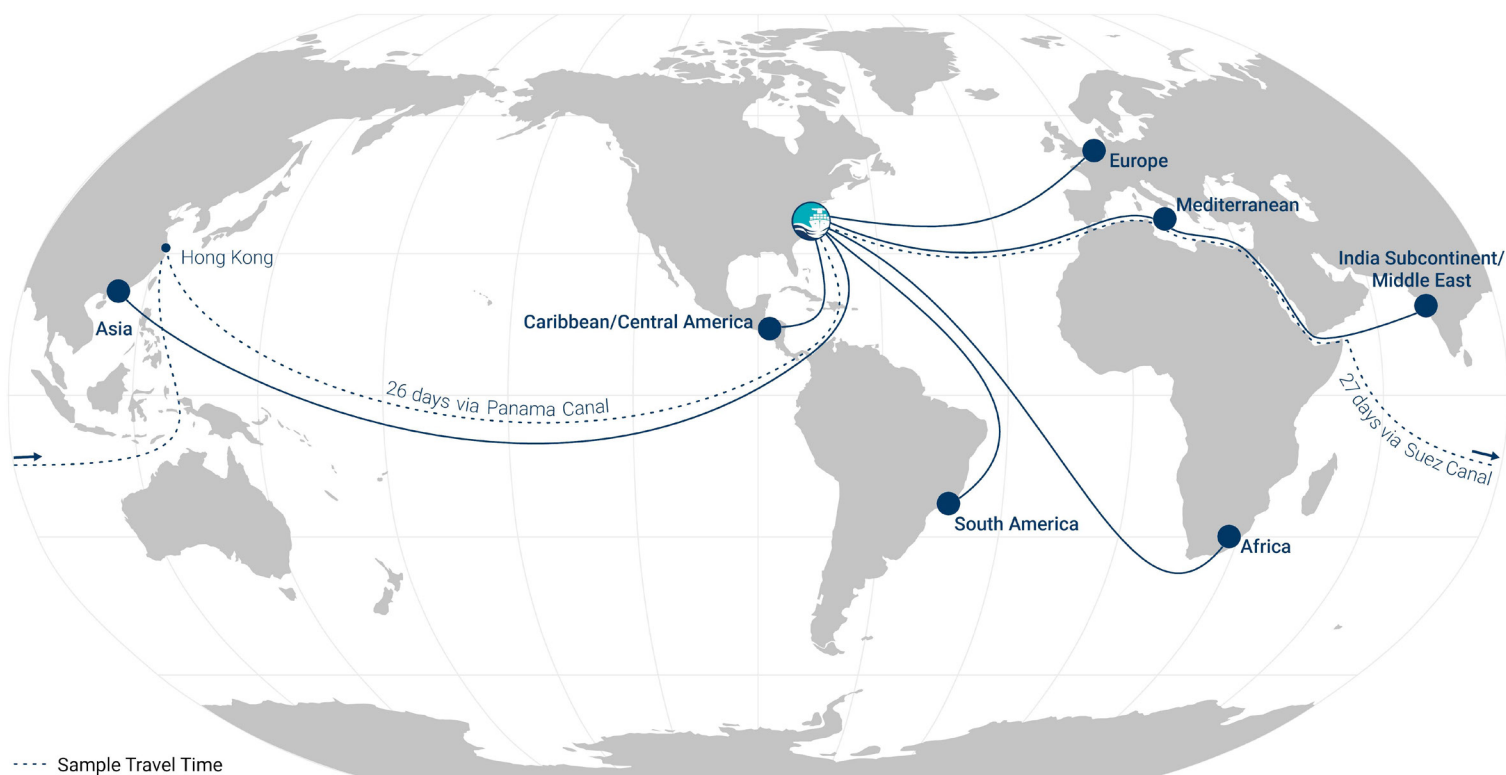 Europe
Mediterranean
Hong Kong
India Subcontinent/
Middle East
Asia
Caribbean/Central America
26 days via Panama Canal
27 days via Suez Canal
South America
Africa
Sample Travel Time